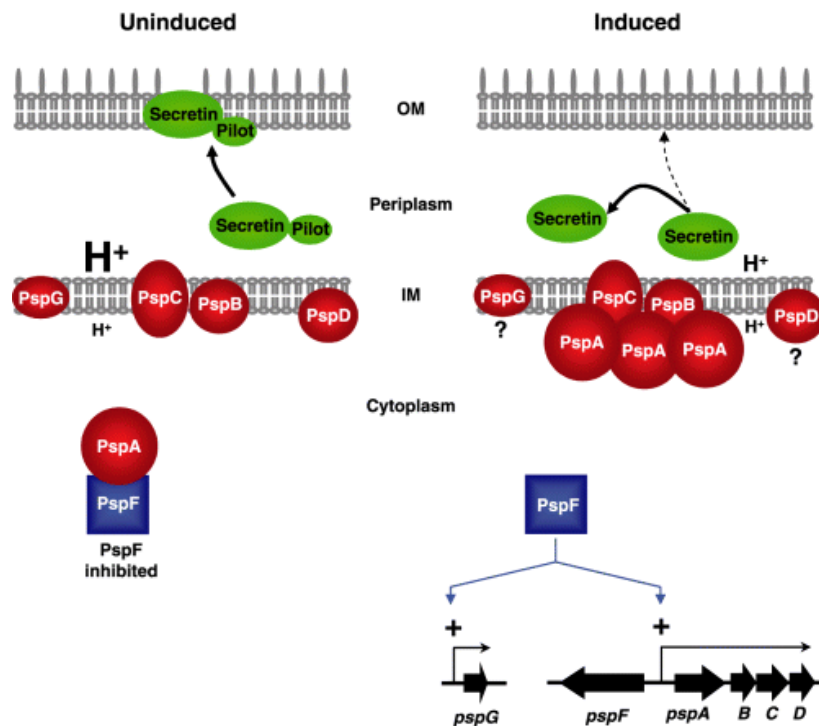 Uninduced
Induced
OM
Secretin
Pilot
Periplasm
Secretin
Pilot
Secretin
Secretin
H+
H+
IM
PspG
PspC
PspB
PspD
H+
PspG
?
PspC
PspB
PspA
PspA
PspA
H+
PspD
?
Cytoplasm
PspA
PspF
PspF
inhibited
PspF
+
+
pspG
pspF
pspA
B
C
D